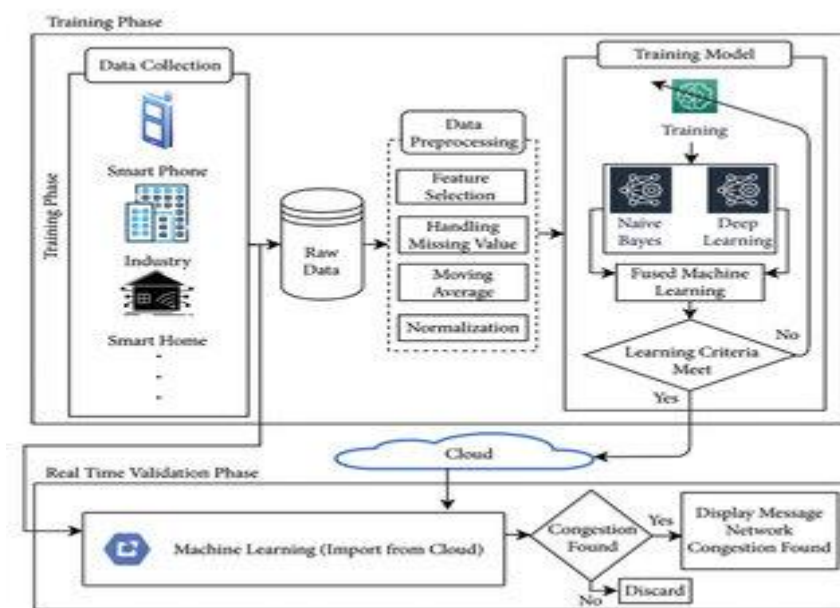 Training Phase
Training Phase
Data Collection
Smart Phone
Industry
Smart Home
Raw
Data
Data
Preprocessing
Feature
Selection
Handling
Missing Value
Moving
Average
Normalization
Training Model
Training
Naive
Bayes
Deep
Learning
Fused Machine
Learning
Learning Criteria
Meet
No
Yes
Cloud
Real Time Validation Phase
Machine Learning (Import from Cloud)
Congestion
Found
Yes
Display Message
Network
Congestion Found
No
Discard